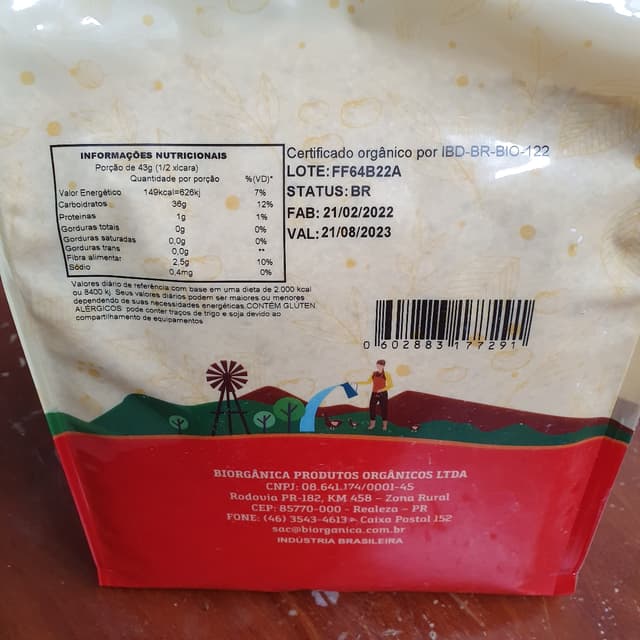 INFORMAÇÕES NUTRICIONAIS
Porção de 43g (1/2 xícara)
Quantidade por porção %(VD)*
Valor Energético 149kcal=626kj 7%
Carboidratos 36g 12%
Proteinas 1g 1%
Gorduras totais 0g 0%
Gorduras saturadas 0,0g 0%
Gorduras trans 0,0g **
Fibra alimentar 2,5g 10%
Sódio 0,4mg 0%
Valores diário de referência com base em uma dieta de 2.000 kcal
ou 8400 kj. Seus valores diários podem ser maiores ou menores
dependendo de suas necessidades energéticas.CONTÉM GLÚTEN.
ALÉRGICOS: pode conter traços de trigo e soja devido ao
compartilhamento de equipamentos
Certificado orgânico por IBD-BR-BIO-122
LOTE: FF64B22A
STATUS: BR
FAB: 21/02/2022
VAL: 21/08/2023
0 602883 177291
BIORGÂNICA PRODUTOS ORGÂNICOS LTDA
CNPJ: 08.641.174/0001-45
Rodovia PR-182, KM 458 – Zona Rural
CEP: 85770-000 - Realeza – PR
FONE: (46) 3543-4613 - Caixa Postal 152
sac@biorganica.com.br
INDÚSTRIA BRASILEIRA